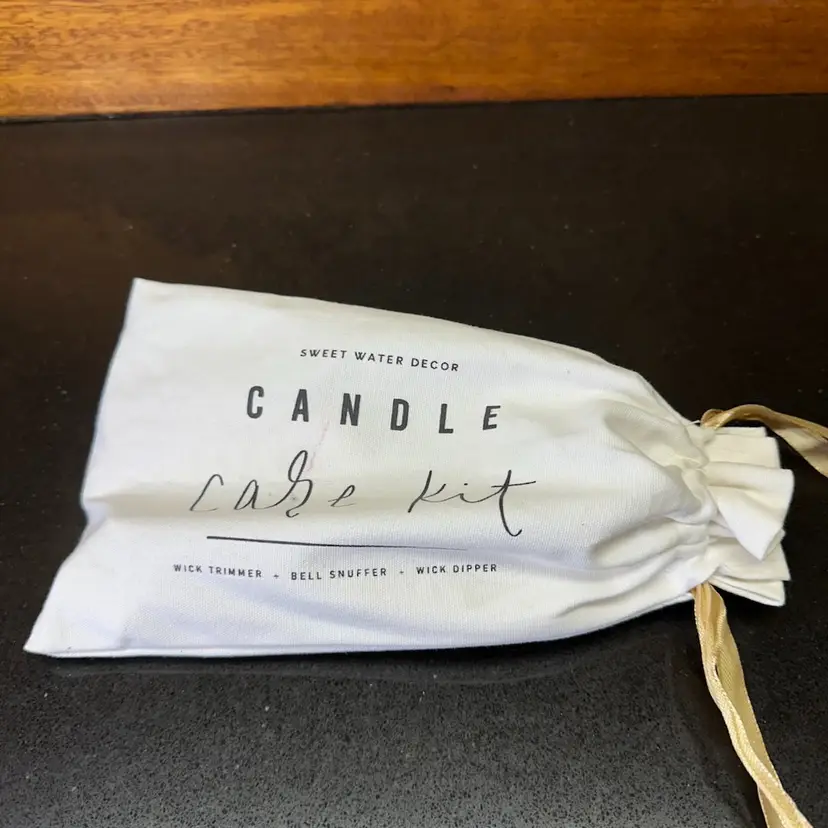 SWEET WATER DECOR
CANDLE
care kit
WICK TRIMMER + BELL SNUFFER + WICK DIPPER